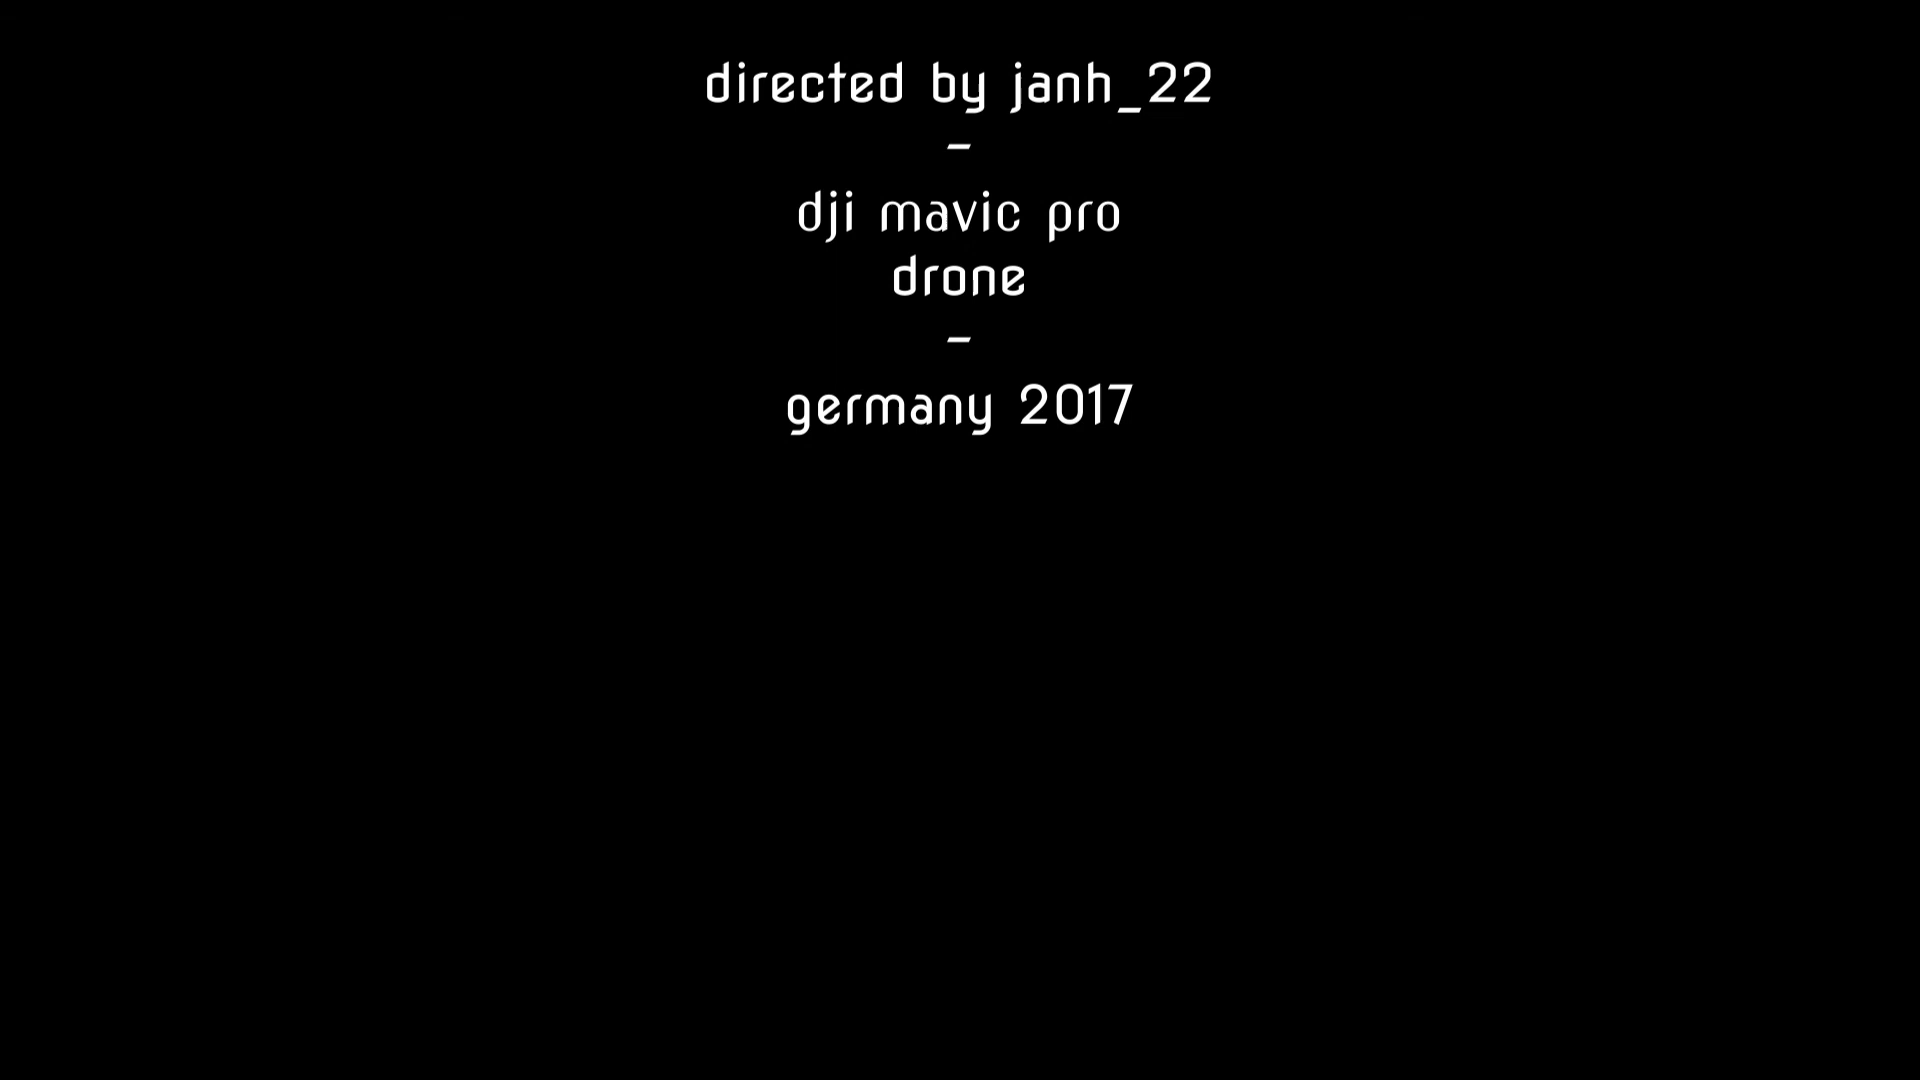 directed by janh_22
-
dji mavic pro
drone
-
germany 2017